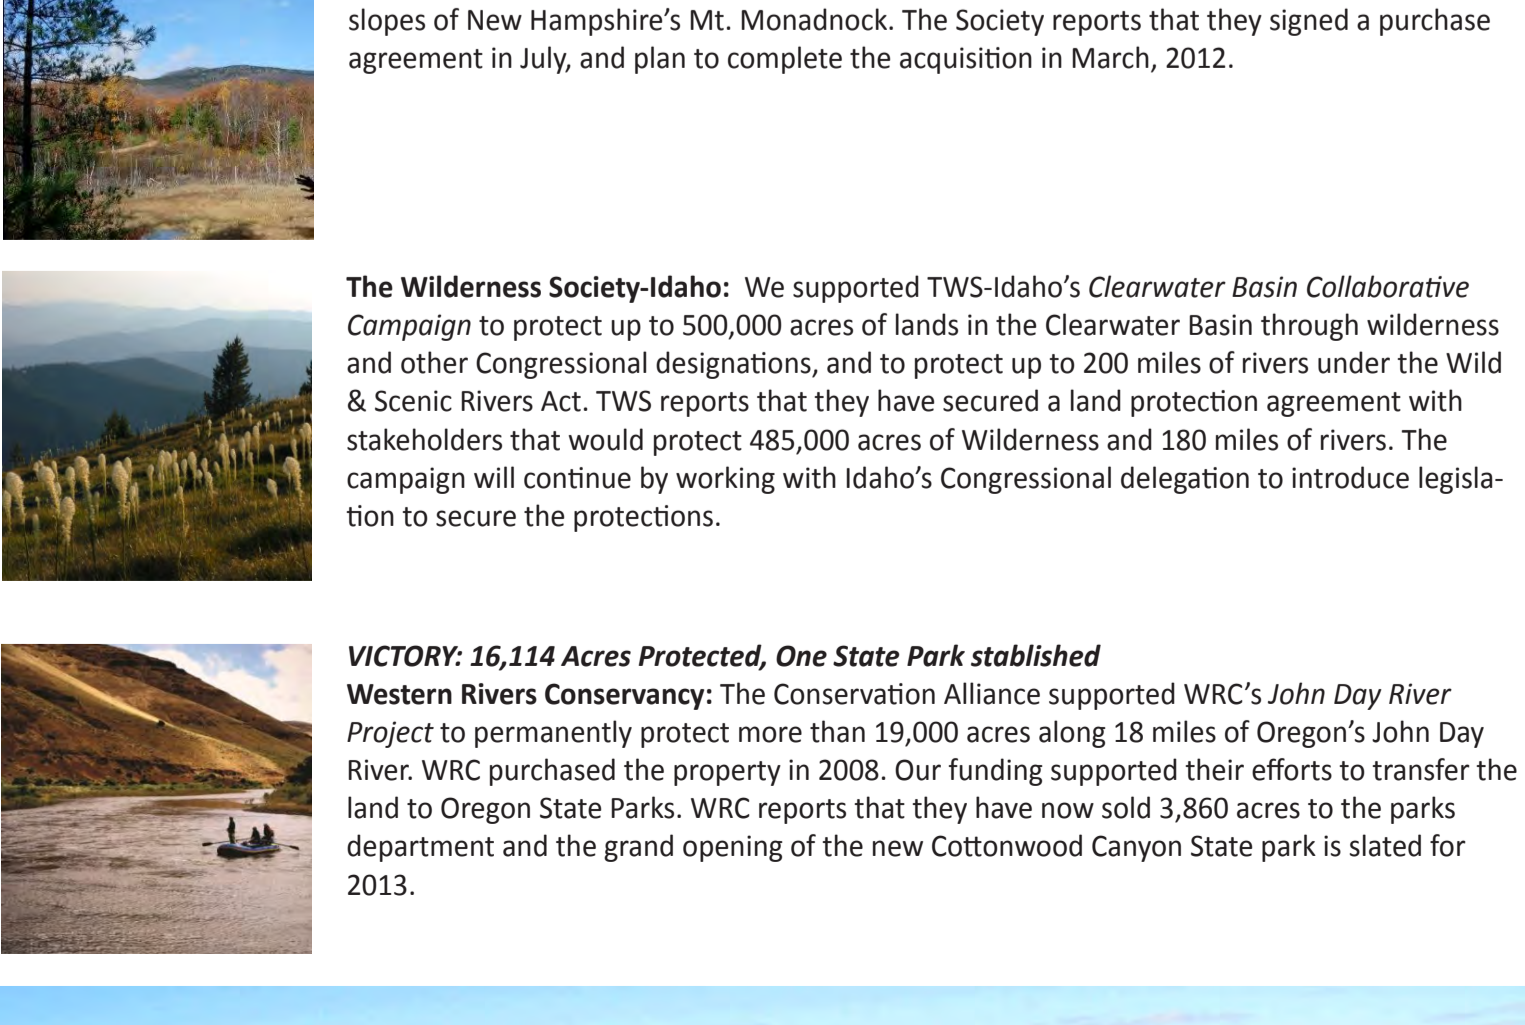 slopes of New Hampshire’s Mt. Monadnock. The Society reports that they signed a purchase
agreement in July, and plan to complete the acquisition in March, 2012.
The Wilderness Society-Idaho: We supported TWS-Idaho’s Clearwater Basin Collaborative
Campaign to protect up to 500,000 acres of lands in the Clearwater Basin through wilderness
and other Congressional designations, and to protect up to 200 miles of rivers under the Wild
& Scenic Rivers Act. TWS reports that they have secured a land protection agreement with
stakeholders that would protect 485,000 acres of Wilderness and 180 miles of rivers. The
campaign will continue by working with Idaho’s Congressional delegation to introduce legisla-
tion to secure the protections.
VICTORY: 16,114 Acres Protected, One State Park stablished
Western Rivers Conservancy: The Conservation Alliance supported WRC’s John Day River
Project to permanently protect more than 19,000 acres along 18 miles of Oregon’s John Day
River. WRC purchased the property in 2008. Our funding supported their efforts to transfer the
land to Oregon State Parks. WRC reports that they have now sold 3,860 acres to the parks
department and the grand opening of the new Cottonwood Canyon State park is slated for
2013.